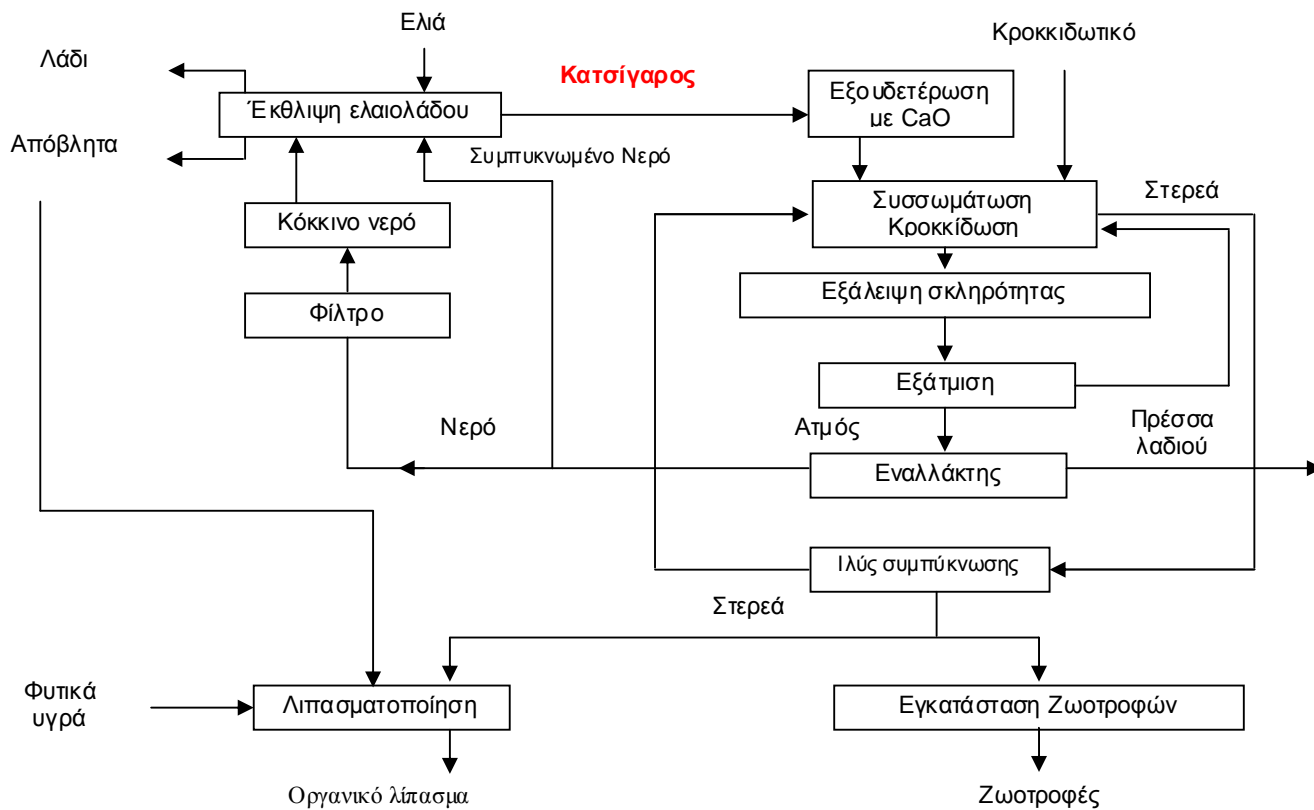 Ελιά
Κροκκιδωτικό
Λάδι
Κατσίγαρος
Εξουδετέρωση
με CaO
Έκθλιψη ελαιολάδου
Απόβλητα
Συμπυκνωμένο Νερό
Συσσωμάτωση
Κροκκίδωση
Στερεά
Κόκκινο νερό
Εξάλειψη σκληρότητας
Φίλτρο
Εξάτμιση
Νερό
Ατμός
Πρέσσα
λαδιού
Εναλλάκτης
Ιλύς συμπύκνωσης
Στερεά
Φυτικά
υγρά
Λιπασματοποίηση
Εγκατάσταση Ζωοτροφών
Οργανικό λίπασμα
Ζωοτροφές